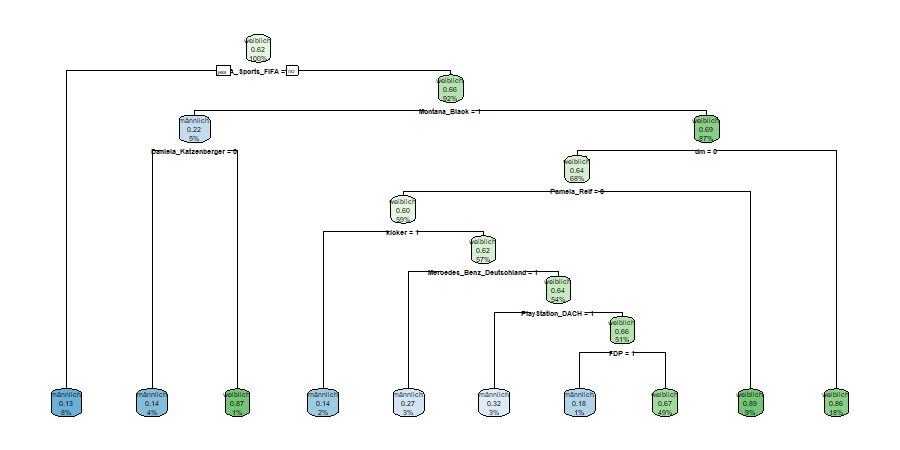 weiblich
0.62
100%
yes
A_Sports_FIFA =
no
weiblich
0.66
92%
Montana_Black = 1
männlich
0.22
5%
weiblich
0.69
87%
Daniela_Katzenberger = 0
dm = 0
weiblich
0.64
68%
Pamela_Reif = 0
weiblich
0.60
59%
kicker = 1
weiblich
0.62
57%
Mercedes_Benz_Deutschland = 1
weiblich
0.64
54%
PlayStation_DACH = 1
weiblich
0.66
51%
FDP = 1
männlich
0.13
8%
männlich
0.14
4%
weiblich
0.87
1%
männlich
0.14
2%
männlich
0.27
3%
männlich
0.32
3%
männlich
0.18
1%
weiblich
0.67
49%
weiblich
0.89
9%
weiblich
0.86
18%